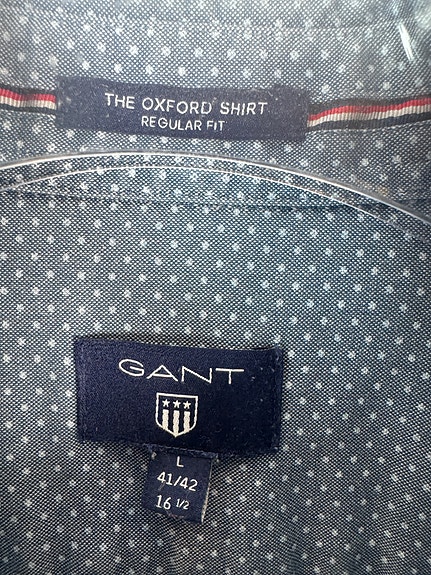 THE OXFORD SHIRT
REGULAR FIT
GANT
L
41/42
16 1/2